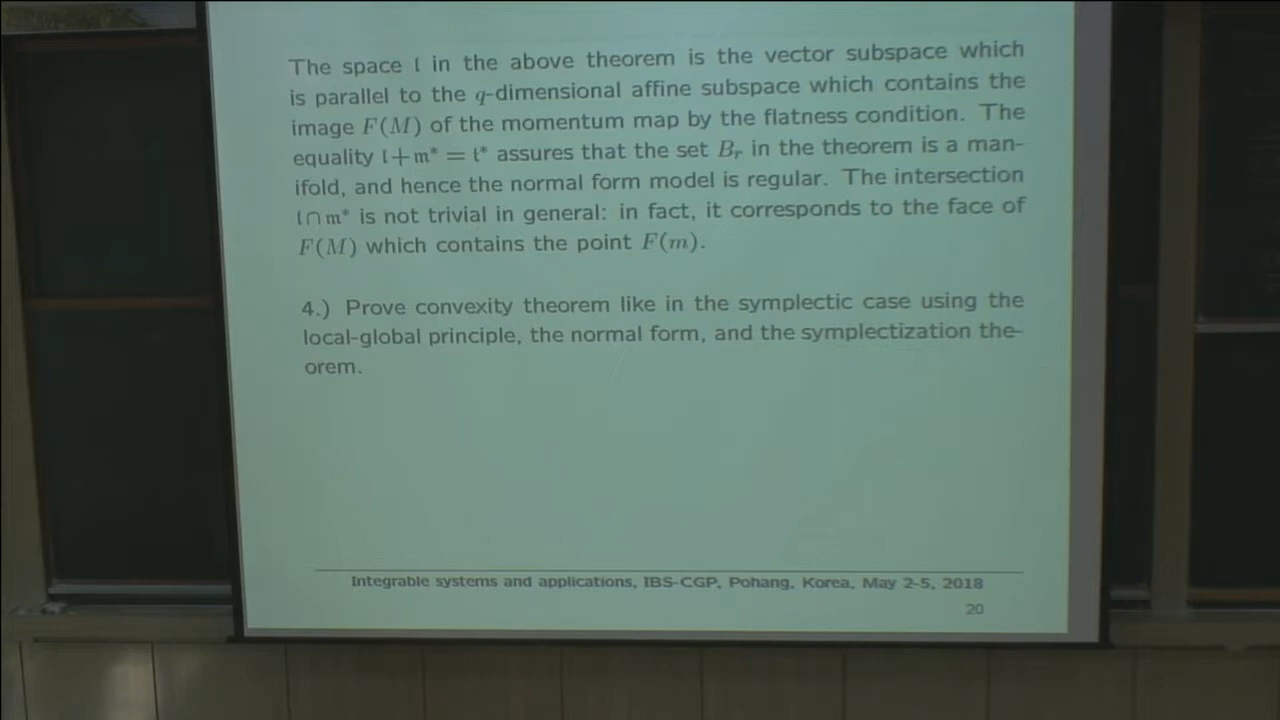 The space 𝔩 in the above theorem is the vector subspace which
is parallel to the q-dimensional affine subspace which contains the
image F(M) of the momentum map by the flatness condition. The
equality 𝔩+𝔪* = 𝔱* assures that the set Bᵣ in the theorem is a man-
ifold, and hence the normal form model is regular. The intersection
𝔩∩𝔪* is not trivial in general: in fact, it corresponds to the face of
F(M) which contains the point F(m).
4.) Prove convexity theorem like in the symplectic case using the
local-global principle, the normal form, and the symplectization the-
orem.
Integrable systems and applications, IBS-CGP, Pohang, Korea, May 2-5, 2018
20